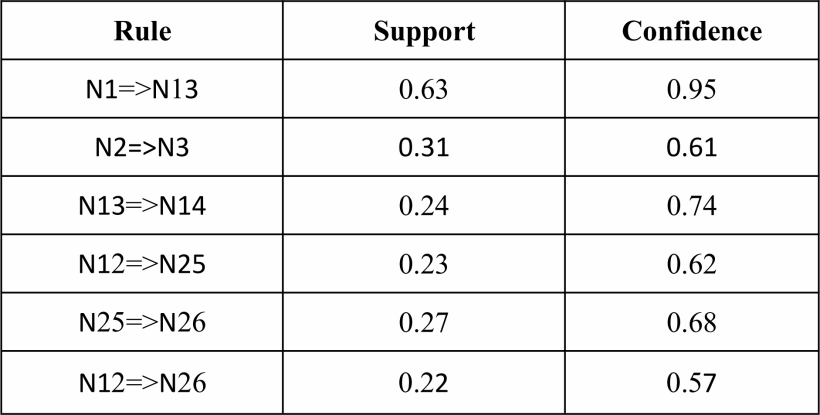 Rule Support Confidence
N1=>N13 0.63 0.95
N2=>N3 0.31 0.61
N13=>N14 0.24 0.74
N12=>N25 0.23 0.62
N25=>N26 0.27 0.68
N12=>N26 0.22 0.57